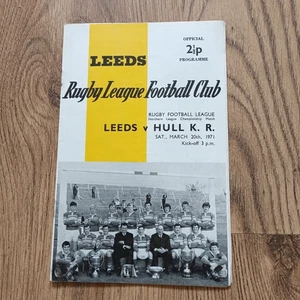 OFFICIAL
2½p
PROGRAMME
LEEDS
Rugby League Football Club
RUGBY FOOTBALL LEAGUE
Northern League Championship Match
LEEDS v HULL K. R.
SAT., MARCH 20th, 1971
Kick-off 3 p.m.